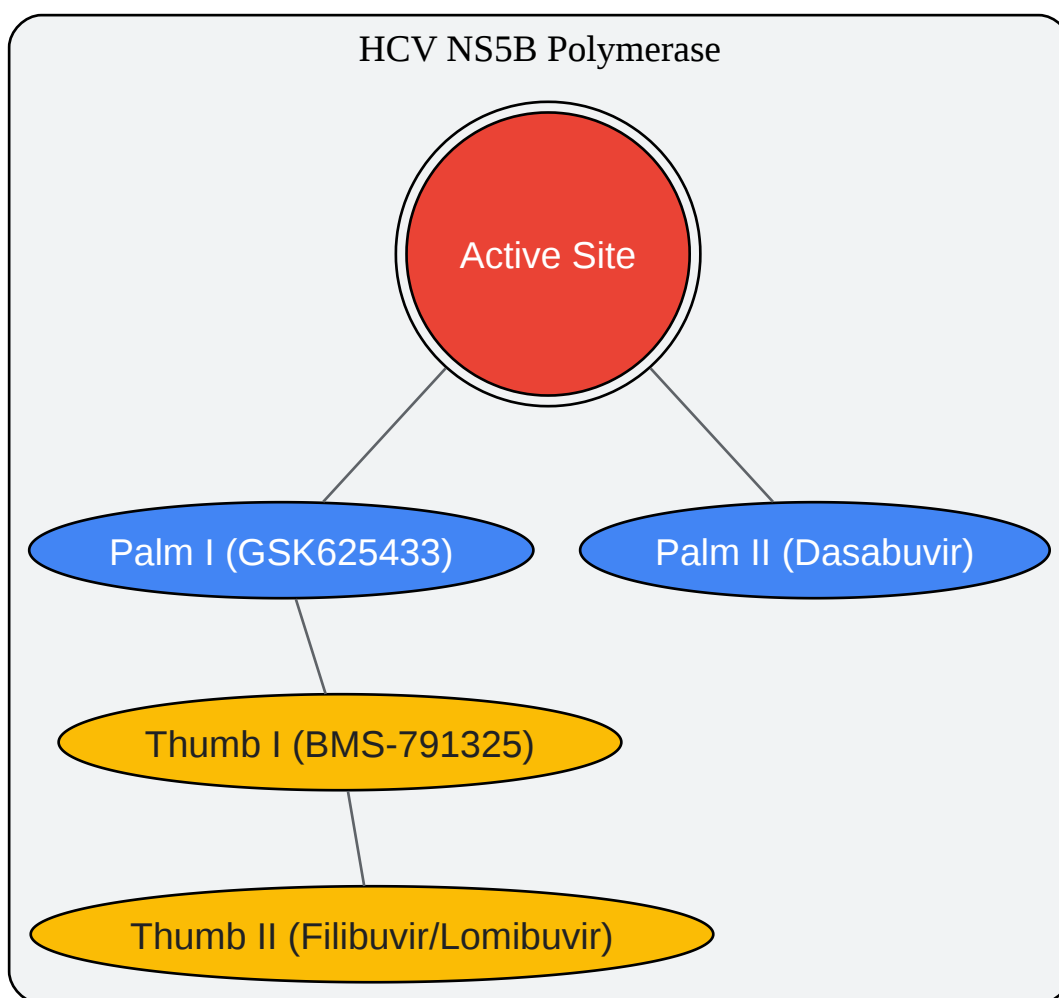 HCV NS5B Polymerase
Active Site
Palm I (GSK625433)
Palm II (Dasabuvir)
Thumb I (BMS-791325)
Thumb II (Filibuvir/Lomibuvir)